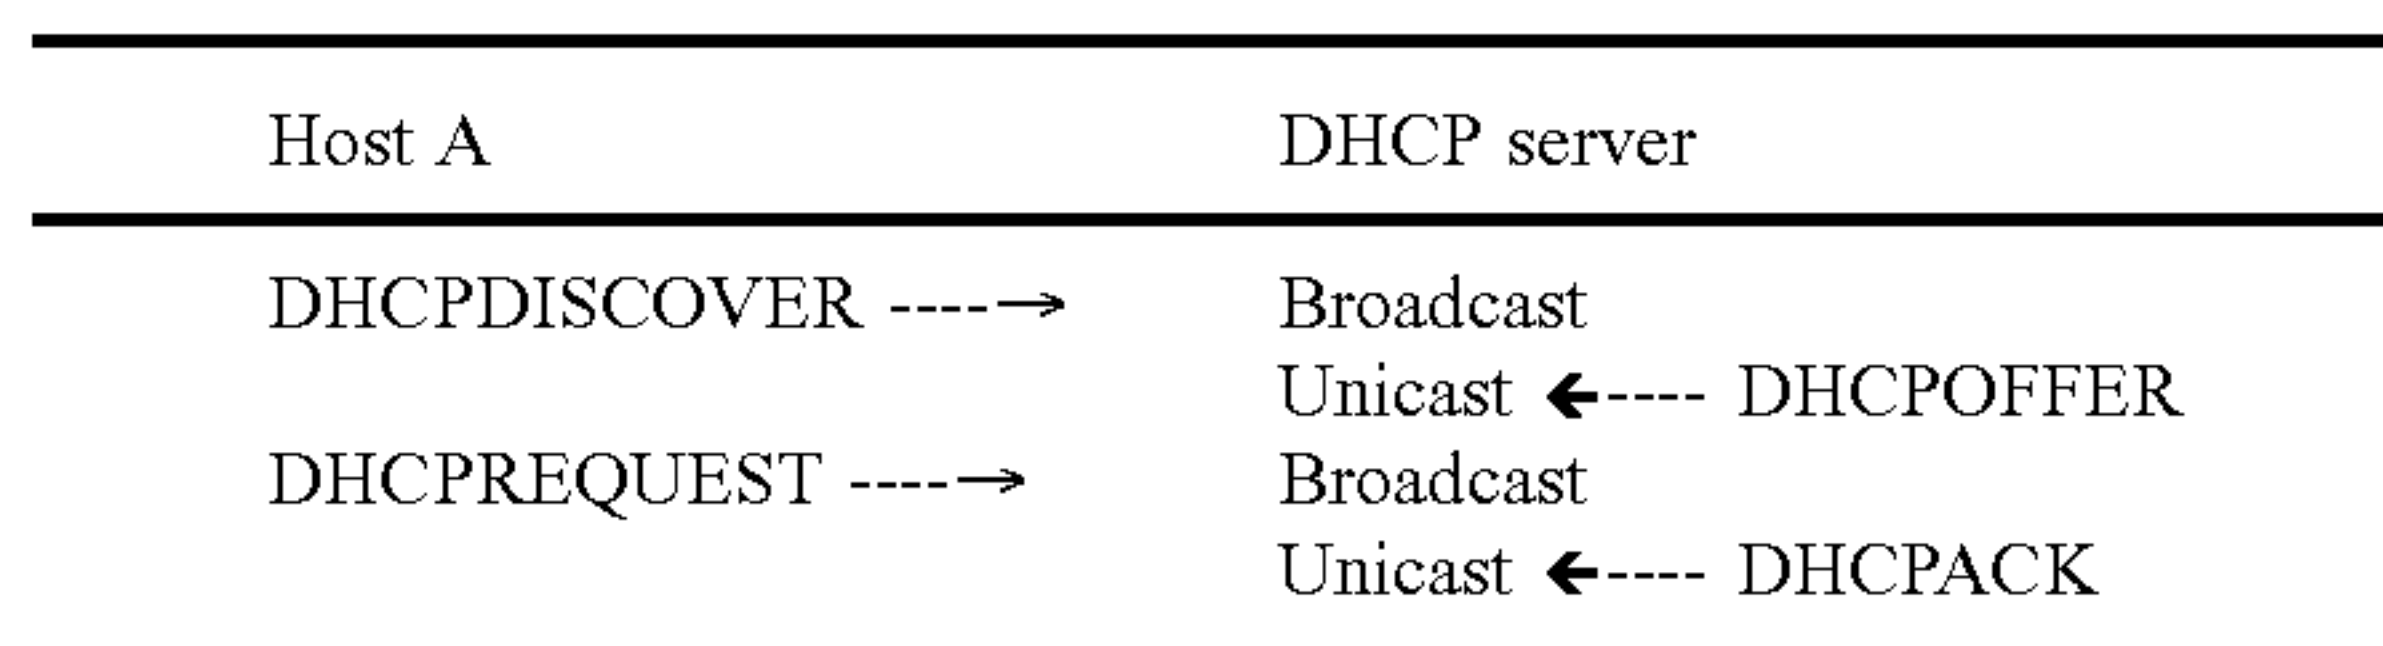 Host A DHCP server
DHCPDISCOVER ----→ Broadcast
Unicast ←---- DHCPOFFER
DHCPREQUEST ----→ Broadcast
Unicast ←---- DHCPACK